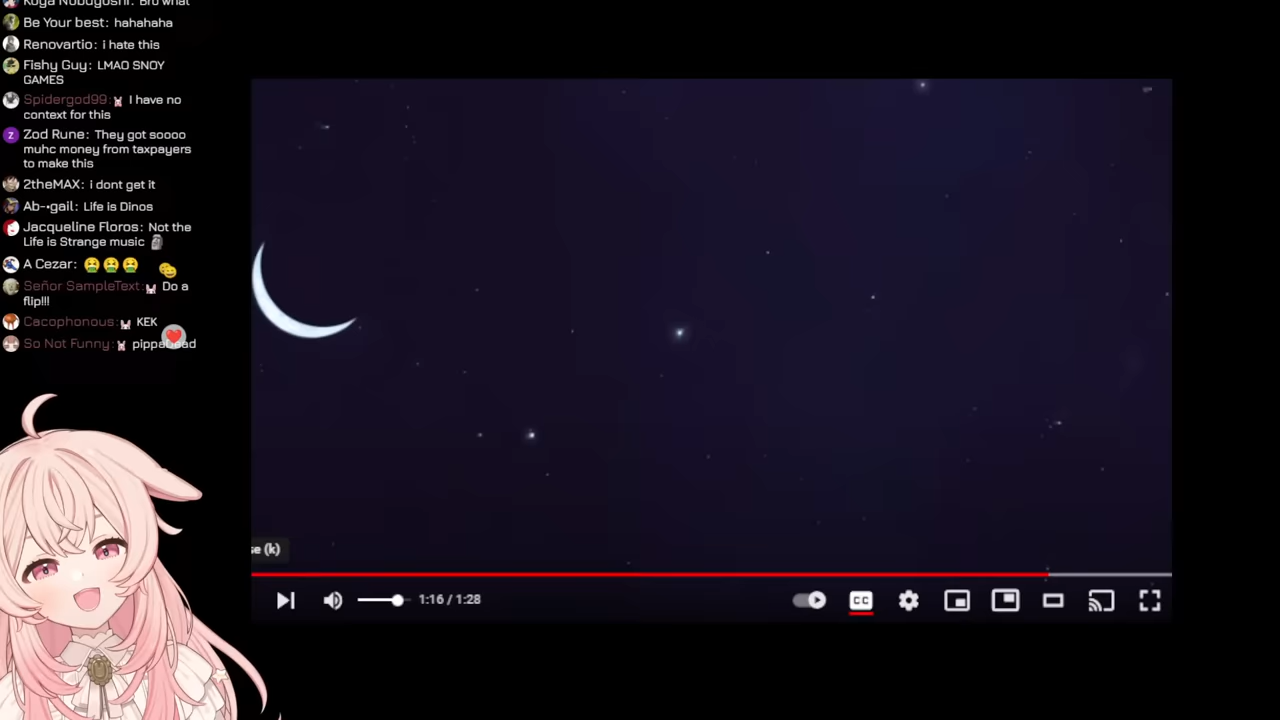 Koya Nobuyoshi: Bro what
Be Your best: hahahaha
Renovartio: i hate this
Fishy Guy: LMAO SNOY
GAMES
Spidergod99: I have no
context for this
Z Zod Rune: They got soooo
muhc money from taxpayers
to make this
2theMAX: i dont get it
Ab-•gail: Life is Dinos
Jacqueline Floros: Not the
Life is Strange music
A Cezar:
Señor SampleText: Do a
flip!!!
Cacophonous: KEK
So Not Funny:
se (k)
1:16 / 1:28
CC